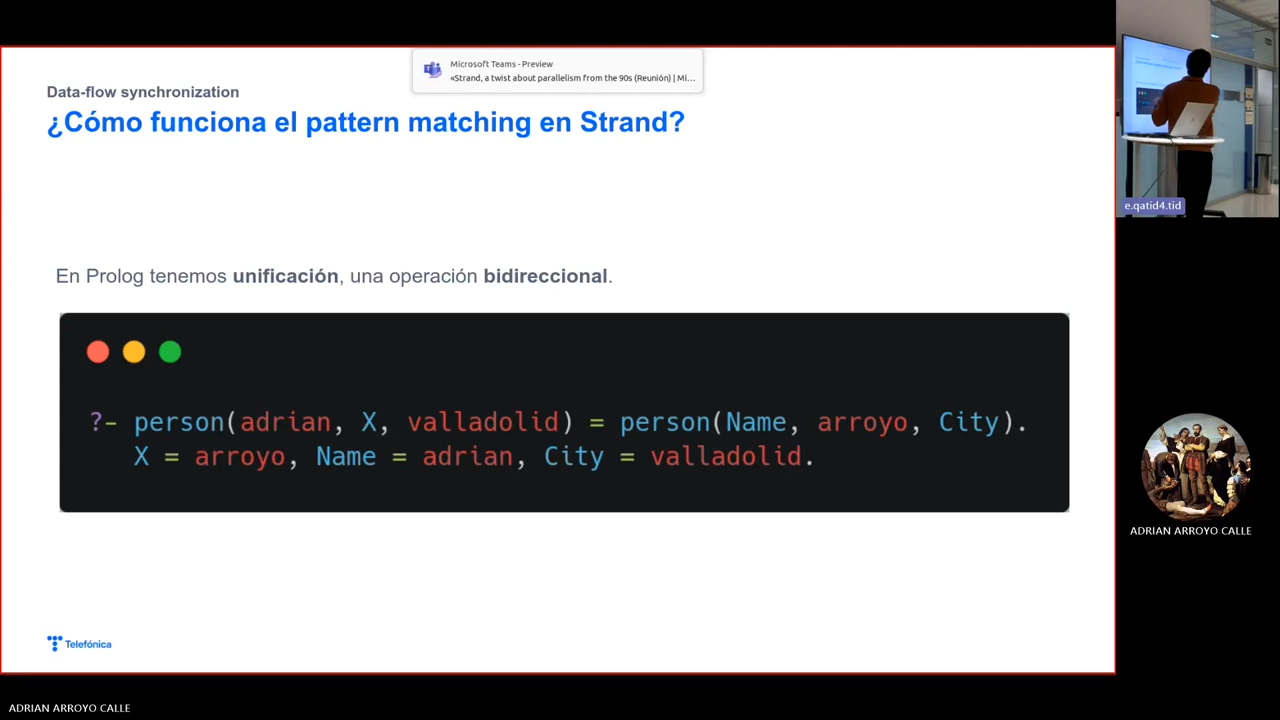 Microsoft Teams - Preview
«Strand, a twist about parallelism from the 90s (Reunión) | Mi...
Data-flow synchronization
¿Cómo funciona el pattern matching en Strand?
En Prolog tenemos unificación, una operación bidireccional.
?- person(adrian, X, valladolid) = person(Name, arroyo, City).
X = arroyo, Name = adrian, City = valladolid.
Telefónica
e.qatid4.tid
ADRIAN ARROYO CALLE
ADRIAN ARROYO CALLE